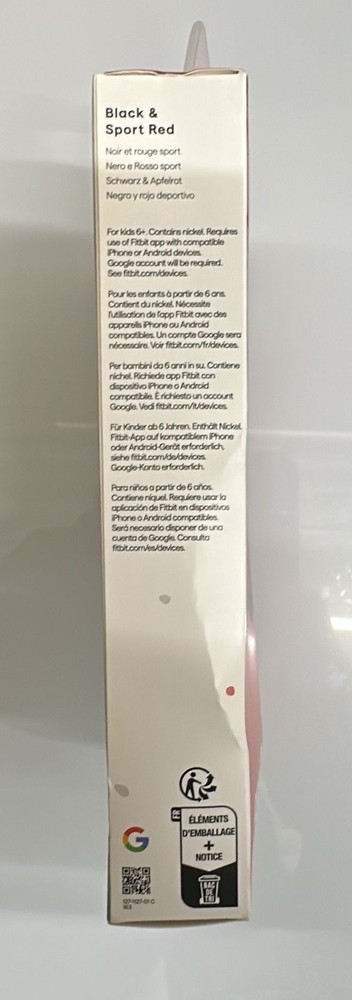 Black &
Sport Red
Noir et rouge sport
Nero e Rosso sport
Schwarz & Apfelrot
Negro y rojo deportivo
For kids 6+. Contains nickel. Requires
use of Fitbit app with compatible
iPhone or Android devices.
Google account will be required.
See fitbit.com/devices.
Pour les enfants à partir de 6 ans.
Contient du nickel. Nécessite
l'utilisation de l'app Fitbit avec des
appareils iPhone ou Android
compatibles. Un compte Google sera
nécessaire. Voir fitbit.com/fr/devices.
Per bambini da 6 anni in su. Contiene
nichel. Richiede app Fitbit con
dispositivo iPhone o Android
compatibile. È richiesto un account
Google. Vedi fitbit.com/it/devices.
Für Kinder ab 6 Jahren. Enthält Nickel.
Fitbit-App auf kompatiblem iPhone
oder Android-Gerät erforderlich,
siehe fitbit.com/de/devices.
Google-Konto erforderlich.
Para niños a partir de 6 años.
Contiene níquel. Requiere usar la
aplicación de Fitbit en dispositivos
iPhone o Android compatibles.
Será necesario disponer de una
cuenta de Google. Consulta
fitbit.com/es/devices.
FR
ÉLÉMENTS
D'EMBALLAGE
+
NOTICE
BAC
DE
TRI
G